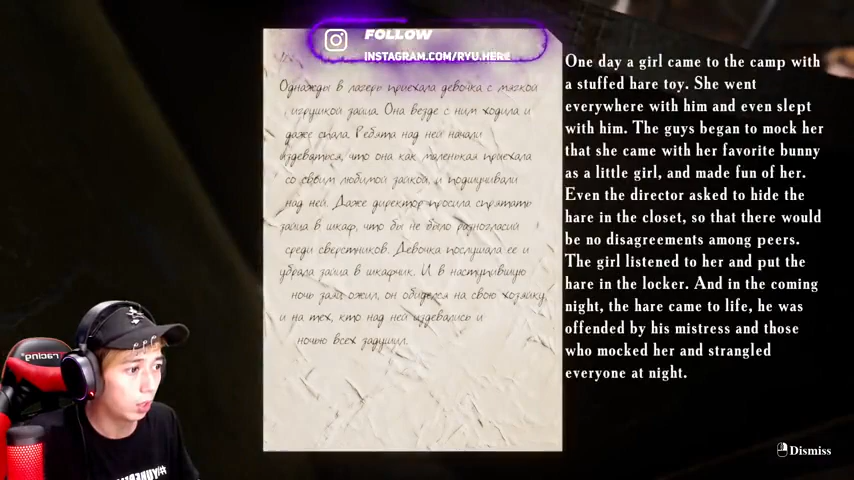 FOLLOW
INSTAGRAM.COM/RYU.HERE
Однажды в лагерь приехала девочка с мягкой
игрушкой зайца. Она везде с ним ходила и
даже спала. Ребята над ней начали
издеваться, что она как маленькая приехала
со своим любимой зайкой, и подшучивали
над ней. Даже директор просила спрятать
зайца в шкаф, что бы не было разногласий
среди сверстников. Девочка послушала ее и
убрала зайца в шкафчик. И в наступившую
ночь заяц ожил, он обиделся на свою хозяйку
и на тех, кто над ней издевались и
ночью всех задушил.
One day a girl came to the camp with
a stuffed hare toy. She went
everywhere with him and even slept
with him. The guys began to mock her
that she came with her favorite bunny
as a little girl, and made fun of her.
Even the director asked to hide the
hare in the closet, so that there would
be no disagreements among peers.
The girl listened to her and put the
hare in the locker. And in the coming
night, the hare came to life, he was
offended by his mistress and those
who mocked her and strangled
everyone at night.
Dismiss
racing